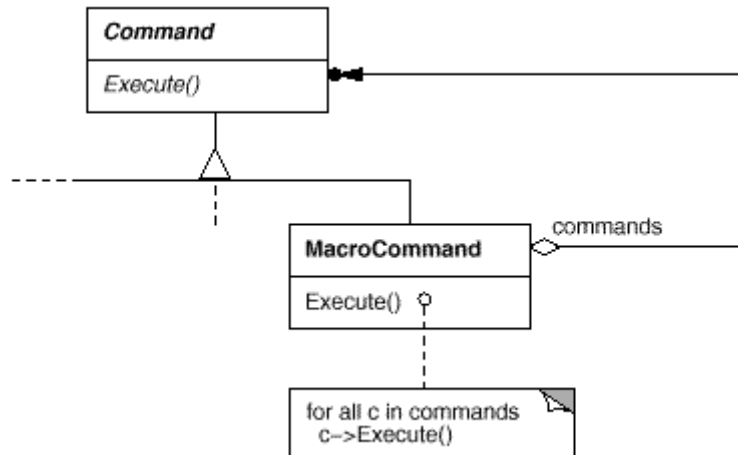 Command
Execute()
commands
MacroCommand
Execute()
for all c in commands
c->Execute()